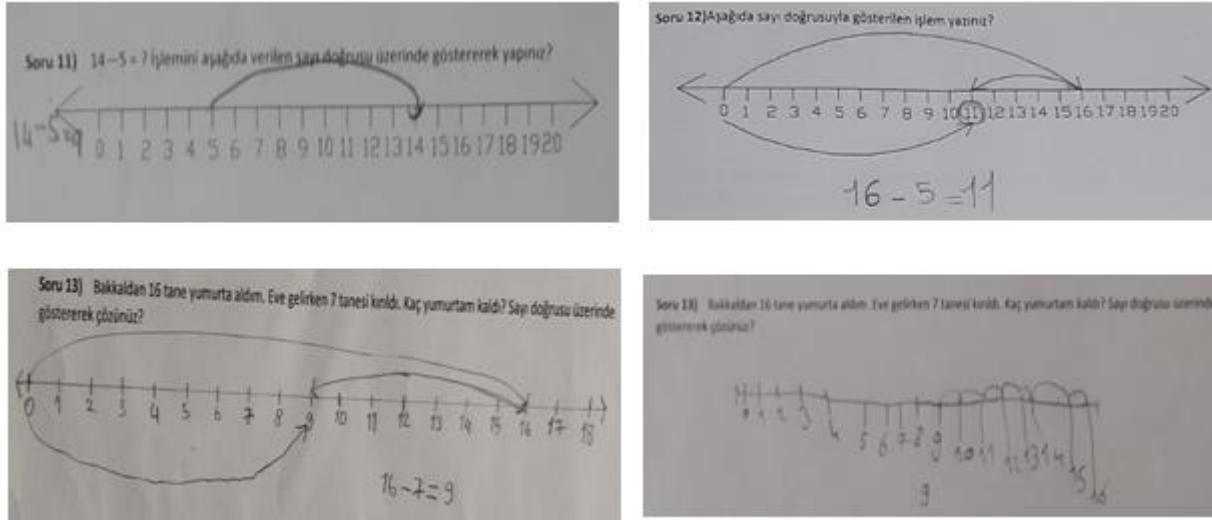 Soru 11) 14-5 = ? işlemini aşağıda verilen sayı doğrusu üzerinde göstererek yapınız?
14-5=9
0 1 2 3 4 5 6 7 8 9 10 11 12 13 14 15 16 17 18 19 20
Soru 12)Aşağıda sayı doğrusuyla gösterilen işlem yazınız?
0 1 2 3 4 5 6 7 8 9 10 11 12 13 14 15 16 17 18 19 20
16-5=11
Soru 13) Bakkaldan 16 tane yumurta aldım. Eve gelirken 7 tanesi kırıldı. Kaç yumurtam kaldı? Sayı doğrusu üzerinde
göstererek çözünüz?
0 1 2 3 4 5 6 7 8 9 10 11 12 13 14 15 16 17 18
16-7=9
Soru 13) Bakkaldan 16 tane yumurta aldım. Eve gelirken 7 tanesi kırıldı. Kaç yumurtam kaldı? Sayı doğrusu üzerinde
göstererek çözünüz?
0 1 2 3 4 5 6 7 8 9 10 11 12 13 14 15 16
9